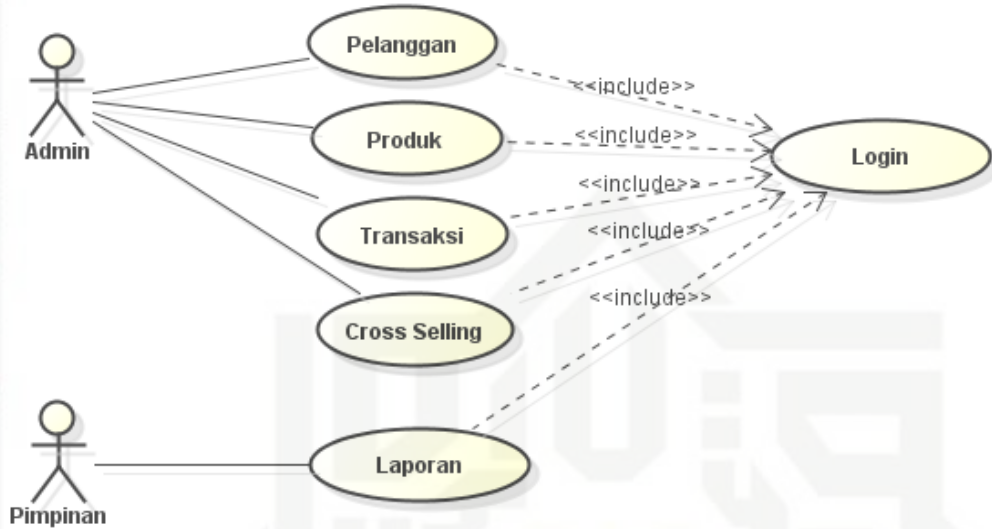 Pelanggan
<<include>>
Admin
Produk
<<include>>
Login
<<include>>
Transaksi
<<include>>
<<include>>
Cross Selling
Laporan
Pimpinan